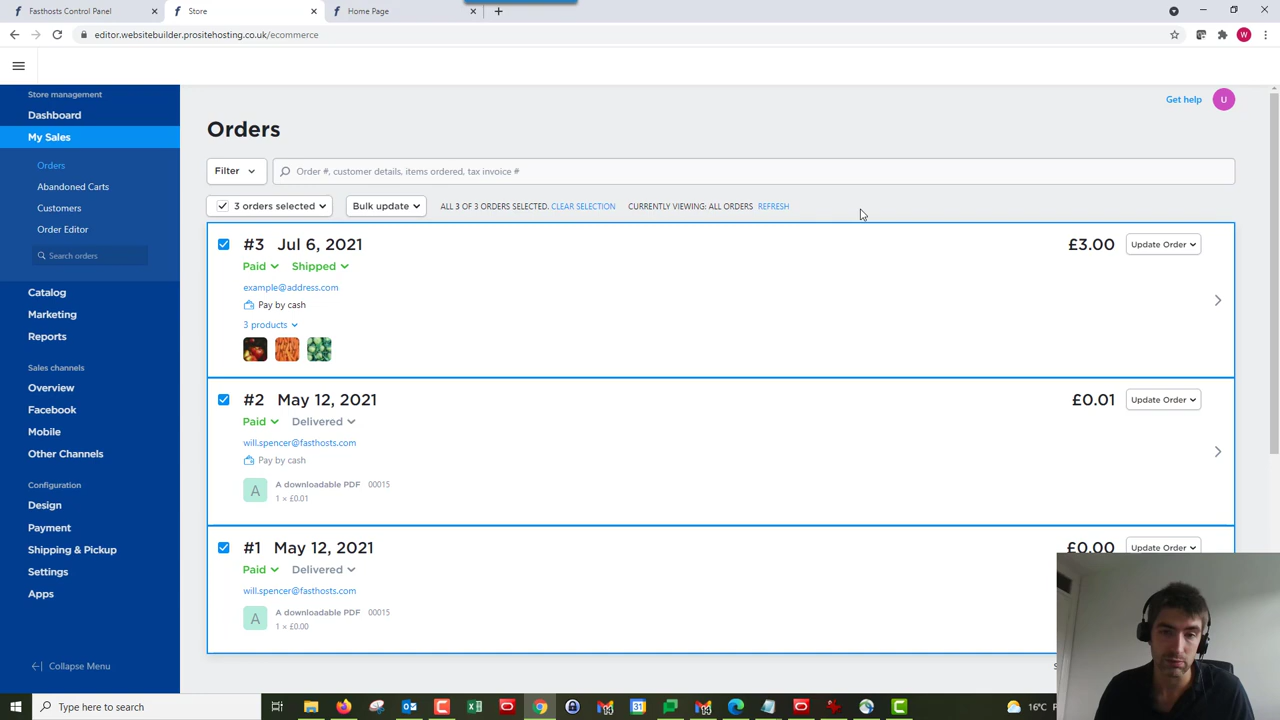 Fasthosts Control Panel
Store
Home Page
editor.websitebuilder.prositehosting.co.uk/ecommerce
W
Store management
Dashboard
My Sales
Orders
Abandoned Carts
Customers
Order Editor
Search orders
Catalog
Marketing
Reports
Sales channels
Overview
Facebook
Mobile
Other Channels
Configuration
Design
Payment
Shipping & Pickup
Settings
Apps
Collapse Menu
Get help
U
Orders
Filter
Order #, customer details, items ordered, tax invoice #
3 orders selected
Bulk update
ALL 3 OF 3 ORDERS SELECTED. CLEAR SELECTION
CURRENTLY VIEWING: ALL ORDERS REFRESH
#3 Jul 6, 2021
£3.00
Update Order
Paid
Shipped
example@address.com
Pay by cash
3 products
#2 May 12, 2021
£0.01
Update Order
Paid
Delivered
will.spencer@fasthosts.com
Pay by cash
A
A downloadable PDF 00015
1 × £0.01
#1 May 12, 2021
£0.00
Update Order
Paid
Delivered
will.spencer@fasthosts.com
A
A downloadable PDF 00015
1 × £0.00
Type here to search
16°C